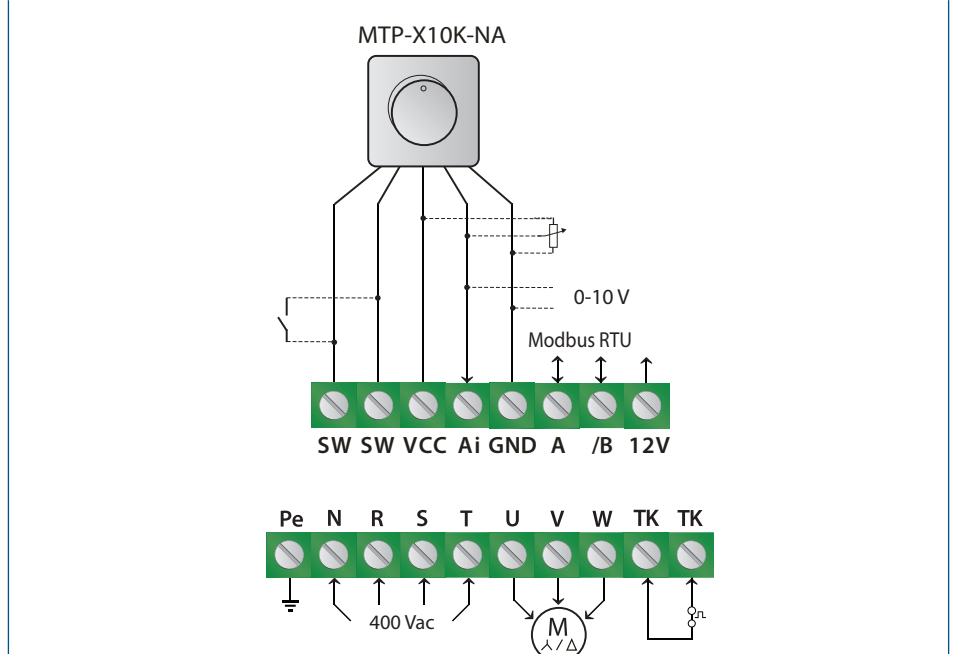 MTP-X10K-NA
0-10 V
Modbus RTU
SW SW VCC Ai GND A /B 12V
Pe N R S T U V W TK TK
400 Vac
M
⅄ / Δ